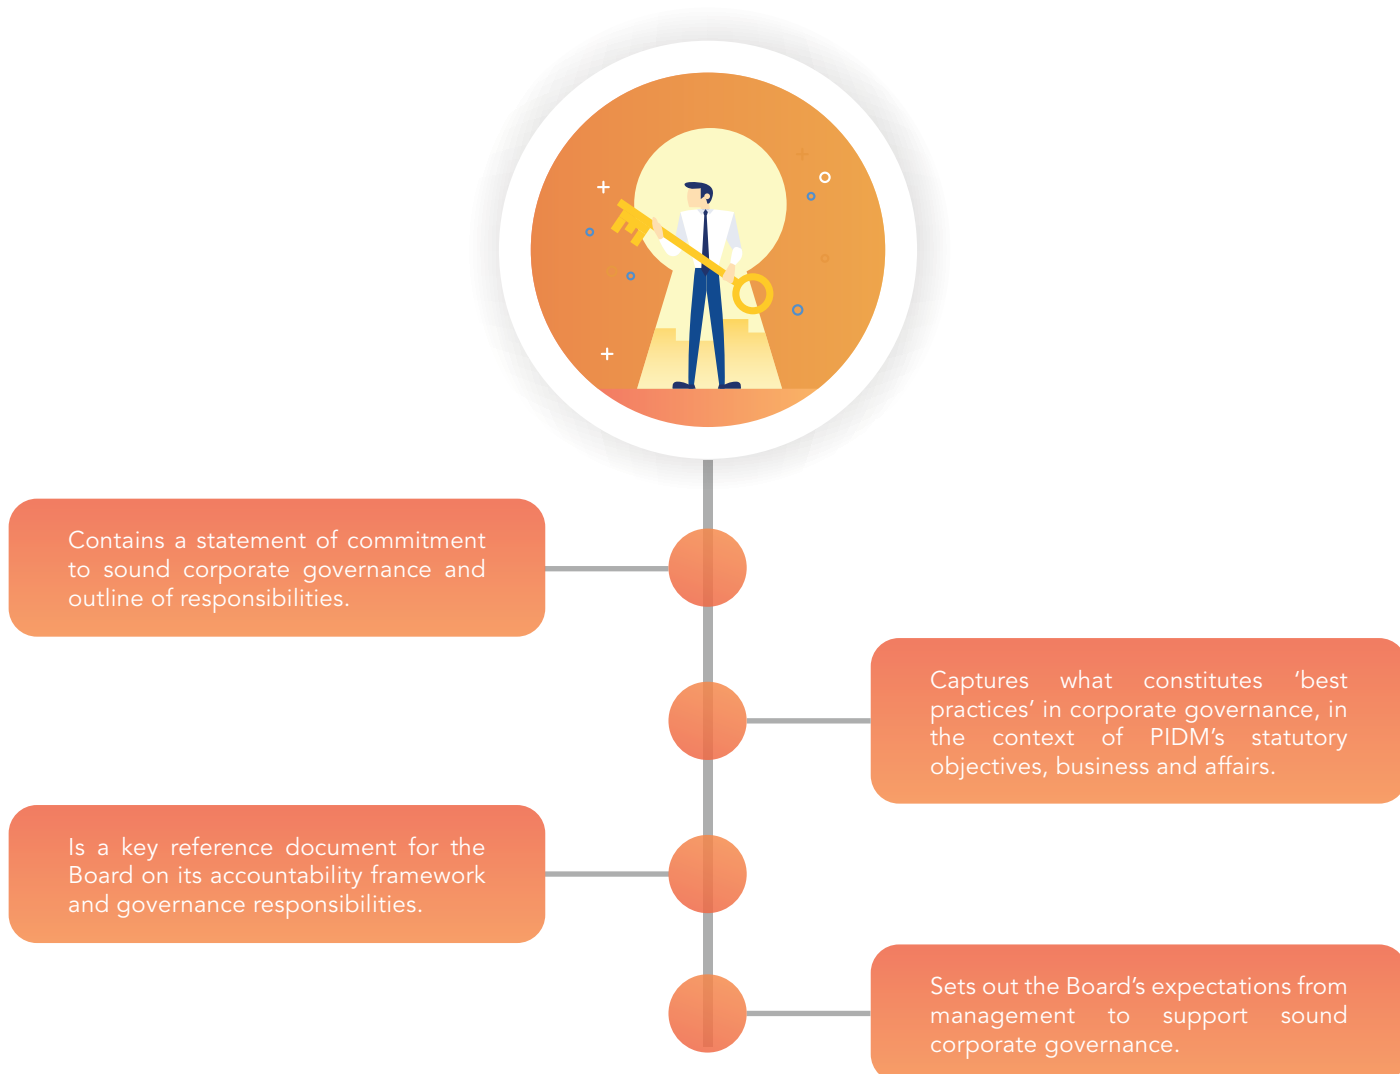 Contains a statement of commitment
to sound corporate governance and
outline of responsibilities.
Captures what constitutes ‘best
practices’ in corporate governance, in
the context of PIDM’s statutory
objectives, business and affairs.
Is a key reference document for the
Board on its accountability framework
and governance responsibilities.
Sets out the Board’s expectations from
management to support sound
corporate governance.